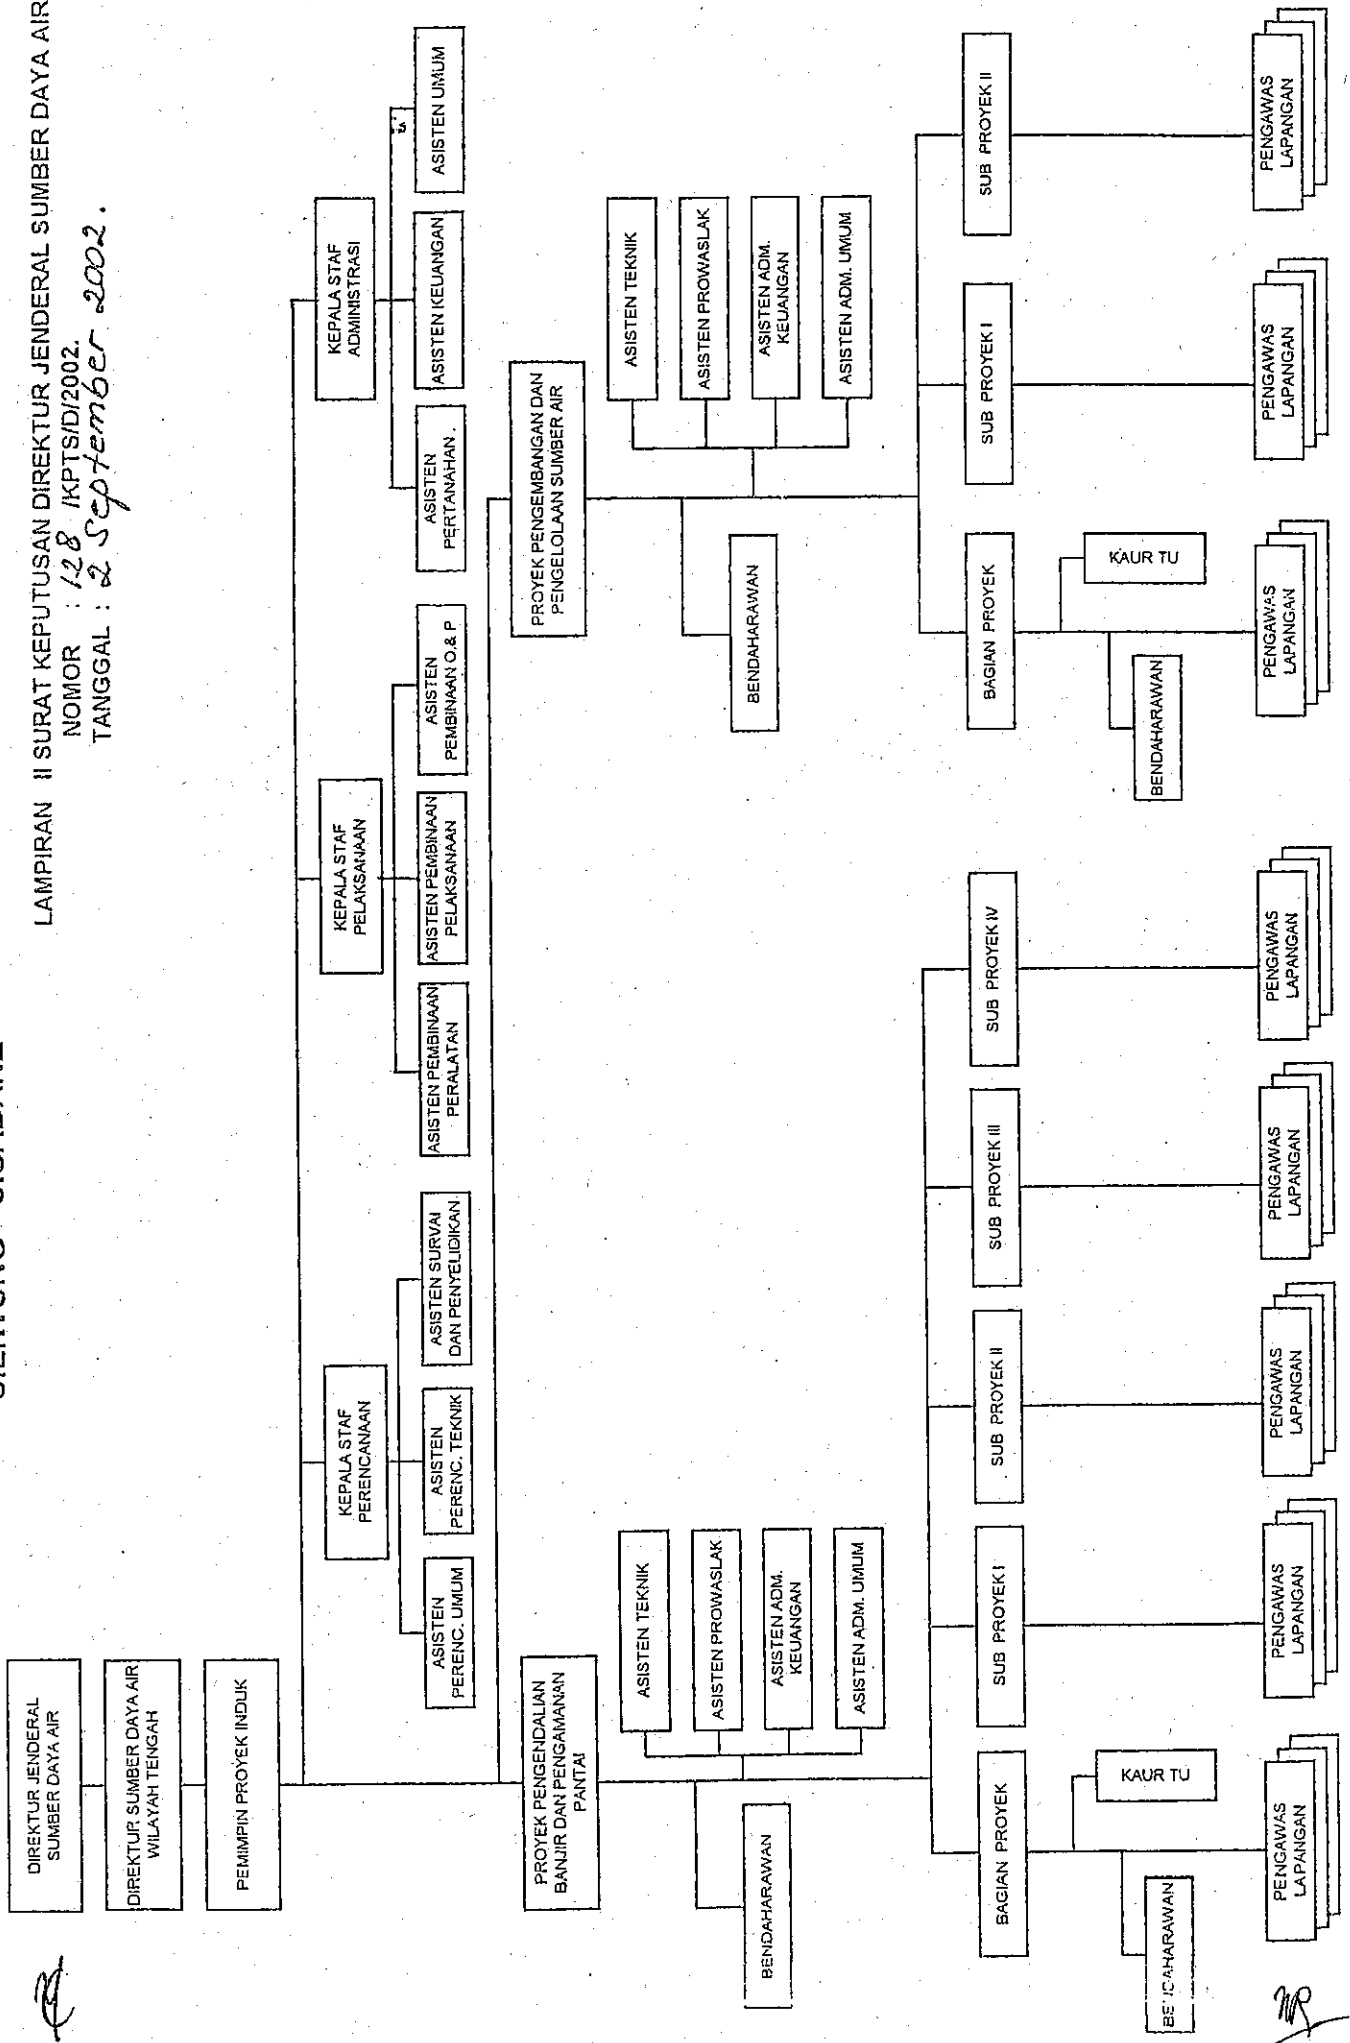 LAMPIRAN II SURAT KEPUTUSAN DIREKTUR JENDERAL SUMBER DAYA AIR
NOMOR : 128 /KPTS/D/2002.
TANGGAL : 2 September 2002.
DIREKTUR JENDERAL
SUMBER DAYA AIR
DIREKTUR SUMBER DAYA AIR
WILAYAH TENGAH
PEMIMPIN PROYEK INDUK
KEPALA STAF
PERENCANAAN
KEPALA STAF
PELAKSANAAN
KEPALA STAF
ADMINISTRASI
ASISTEN
PERENC. UMUM
ASISTEN
PERENC. TEKNIK
ASISTEN SURVAI
DAN PENYELIDIKAN
ASISTEN PEMBINAAN
PERALATAN
ASISTEN PEMBINAAN
PELAKSANAAN
ASISTEN
PEMBINAAN O.& P
ASISTEN
PERTANAHAN .
ASISTEN KEUANGAN
ASISTEN UMUM
PROYEK PENGENDALIAN
BANJIR DAN PENGAMANAN
PANTAI
PROYEK PENGEMBANGAN DAN
PENGELOLAAN SUMBER AIR
ASISTEN TEKNIK
ASISTEN PROWASLAK
ASISTEN ADM.
KEUANGAN
ASISTEN ADM. UMUM
BENDAHARAWAN
ASISTEN TEKNIK
ASISTEN PROWASLAK
ASISTEN ADM.
KEUANGAN
ASISTEN ADM. UMUM
BENDAHARAWAN
BAGIAN PROYEK
SUB PROYEK I
SUB PROYEK II
SUB PROYEK III
SUB PROYEK IV
BAGIAN PROYEK
SUB PROYEK I
SUB PROYEK II
KAUR TU
KAUR TU
BENDAHARAWAN
PENGAWAS
LAPANGAN
PENGAWAS
LAPANGAN
PENGAWAS
LAPANGAN
PENGAWAS
LAPANGAN
PENGAWAS
LAPANGAN
PENGAWAS
LAPANGAN
PENGAWAS
LAPANGAN
PENGAWAS
LAPANGAN